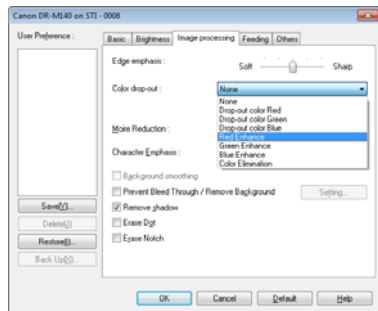 Canon DR-M140 on STI - 0008
User Preference :
Basic Brightness Image processing Feeding Others
Edge emphasis :
Soft Sharp
Color drop-out :
None
None
Drop-out color Red
Drop-out color Green
Drop-out color Blue
Red Enhance
Green Enhance
Blue Enhance
Color Elimination
Moire Reduction :
Character Emphasis :
Background smoothing
Prevent Bleed Through / Remove Background
Setting...
Remove shadow
Erase Dot
Erase Notch
Save(V)...
Delete(J)
Restore(I)...
Back Up(K)...
OK Cancel Default Help